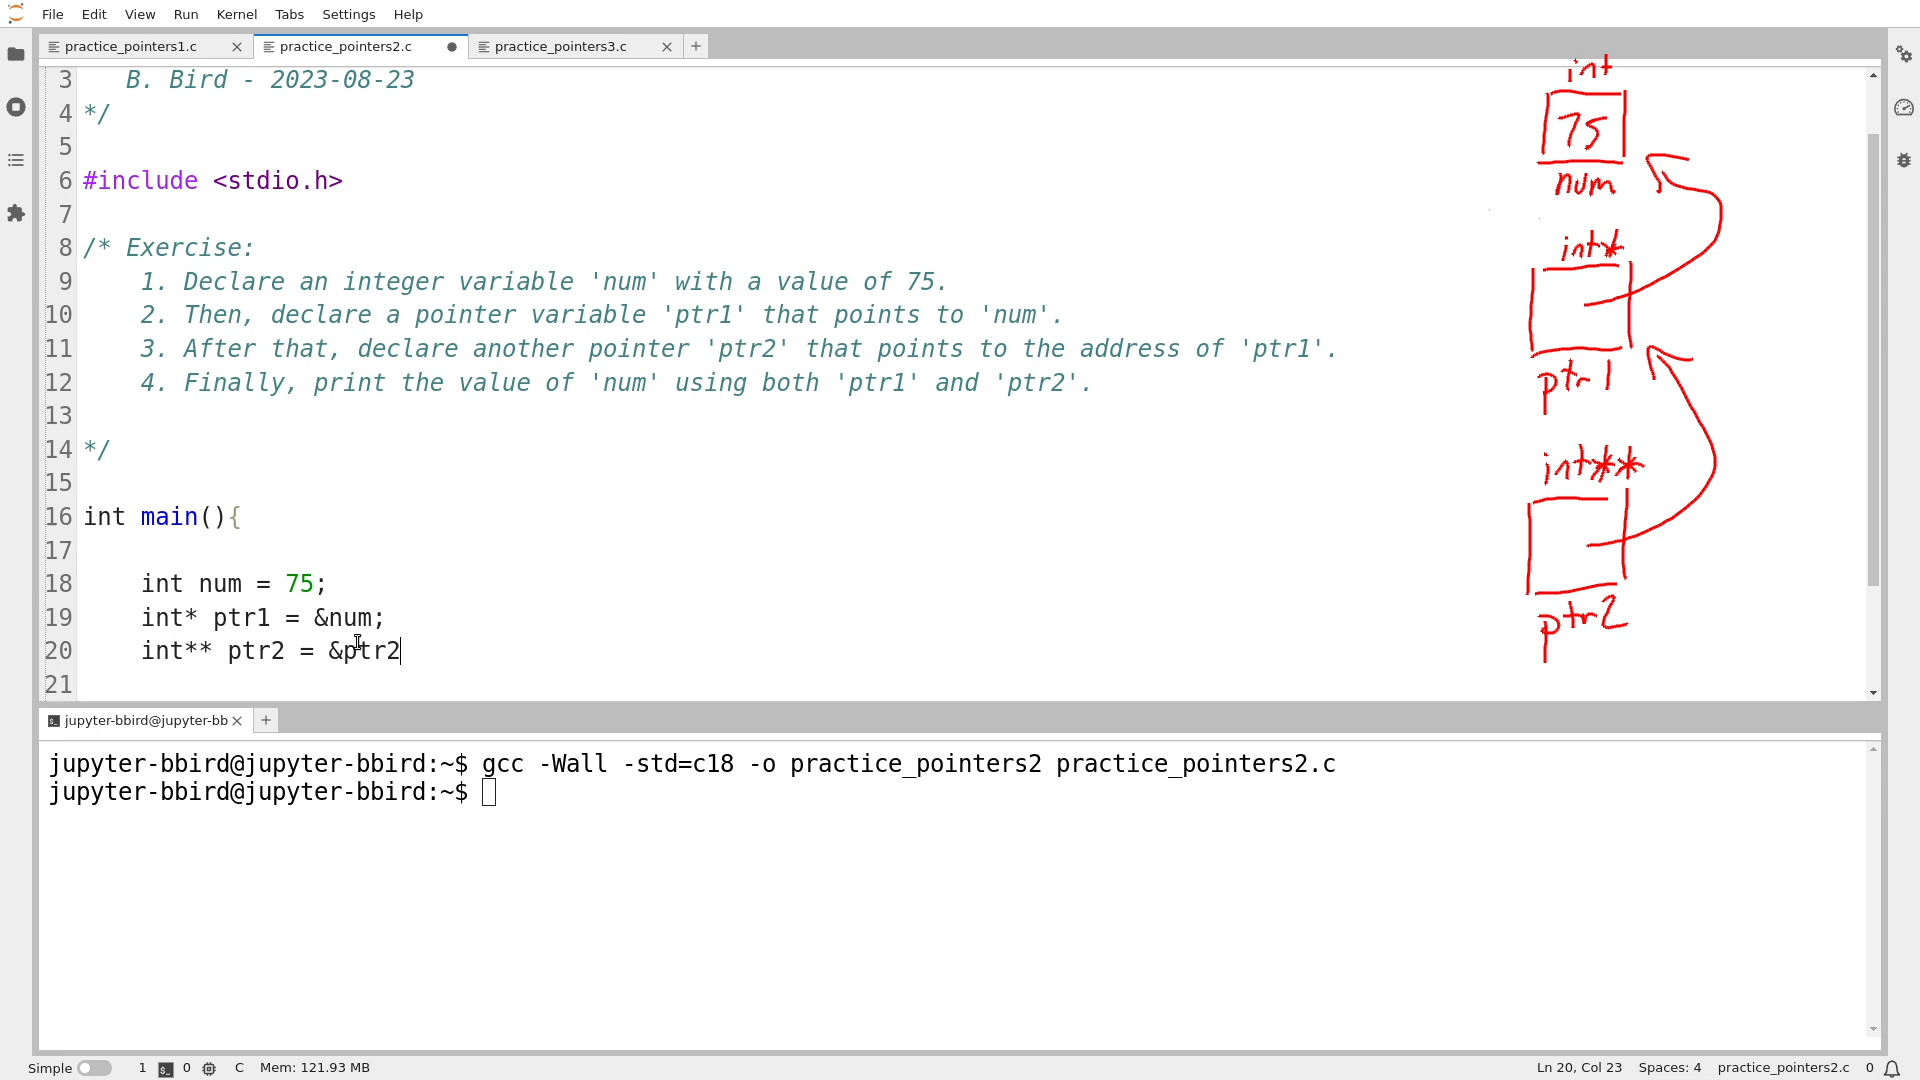 File Edit View Run Kernel Tabs Settings Help
practice_pointers1.c practice_pointers2.c practice_pointers3.c
3 B. Bird - 2023-08-23
4 */
5
6 #include <stdio.h>
7
8 /* Exercise:
9 1. Declare an integer variable 'num' with a value of 75.
10 2. Then, declare a pointer variable 'ptr1' that points to 'num'.
11 3. After that, declare another pointer 'ptr2' that points to the address of 'ptr1'.
12 4. Finally, print the value of 'num' using both 'ptr1' and 'ptr2'.
13
14 */
15
16 int main(){
17
18 int num = 75;
19 int* ptr1 = &num;
20 int** ptr2 = &ptr2
21
int
75
num
int*
ptr1
int**
ptr2
jupyter-bbird@jupyter-bb
jupyter-bbird@jupyter-bbird:~$ gcc -Wall -std=c18 -o practice_pointers2 practice_pointers2.c
jupyter-bbird@jupyter-bbird:~$
Simple 1 0 C Mem: 121.93 MB Ln 20, Col 23 Spaces: 4 practice_pointers2.c 0